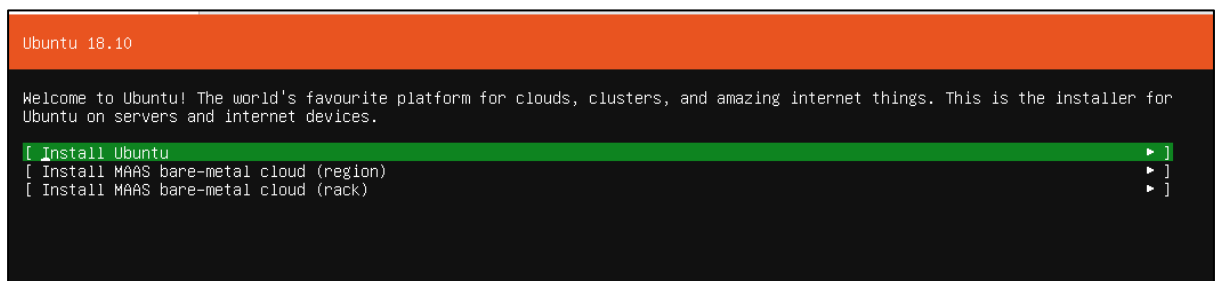 Ubuntu 18.10
Welcome to Ubuntu! The world's favourite platform for clouds, clusters, and amazing internet things. This is the installer for
Ubuntu on servers and internet devices.
[ Install Ubuntu ► ]
[ Install MAAS bare-metal cloud (region) ► ]
[ Install MAAS bare-metal cloud (rack) ► ]